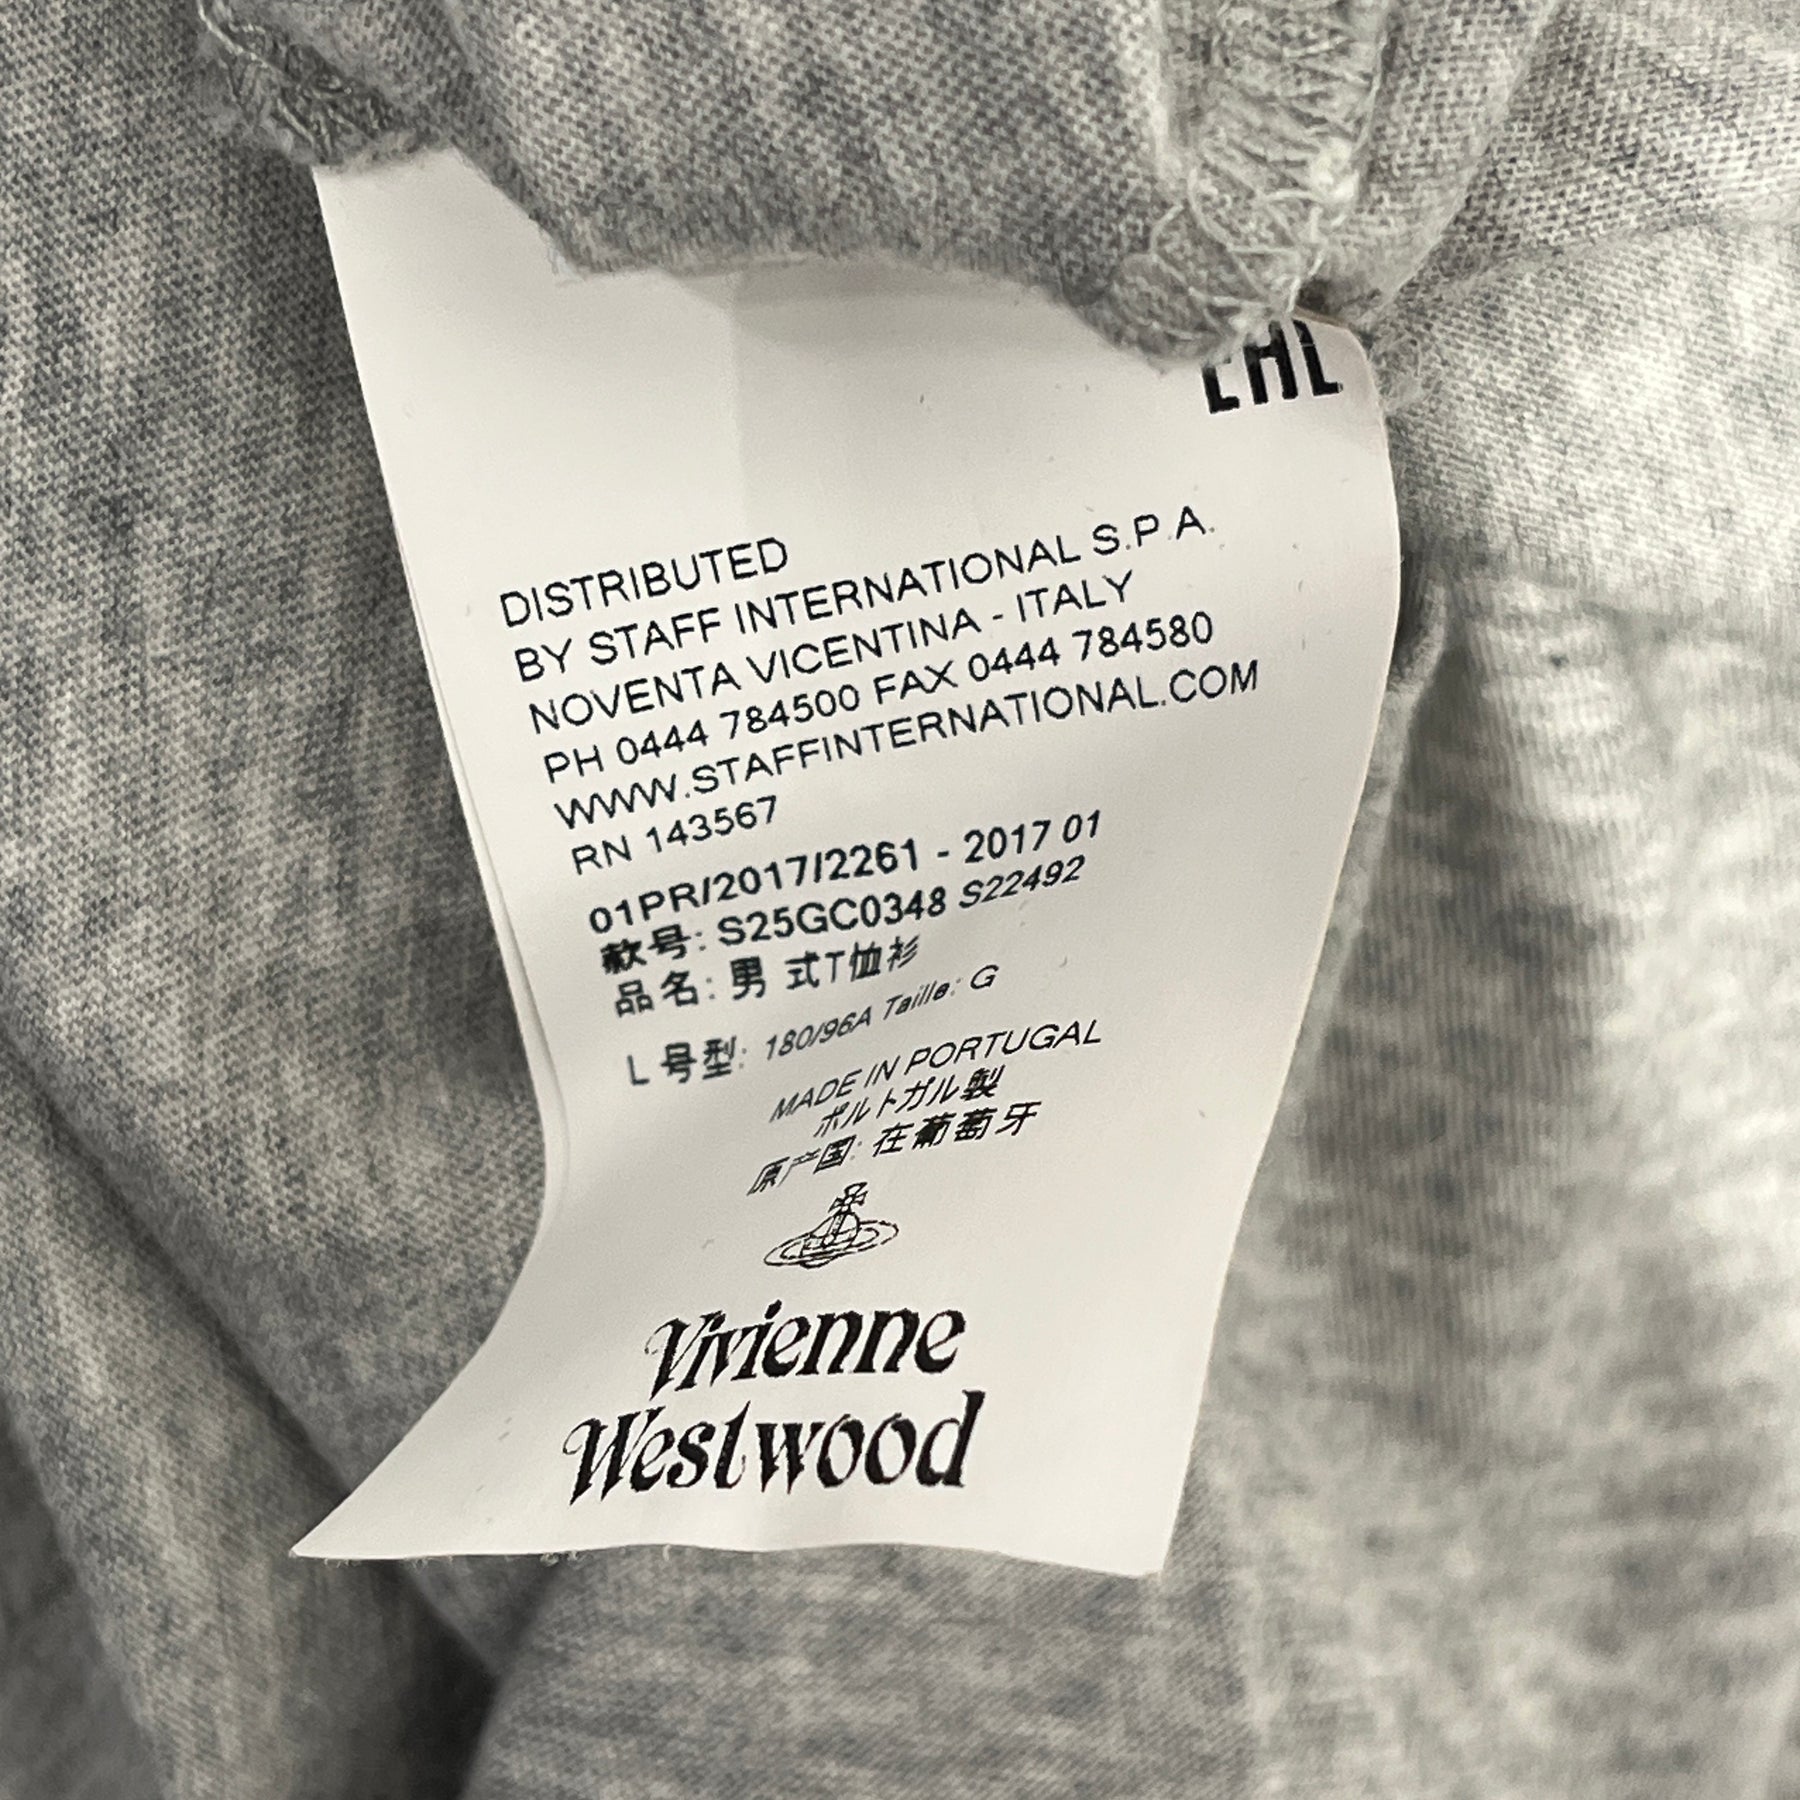 EAC
DISTRIBUTED
BY STAFF INTERNATIONAL S.P.A.
NOVENTA VICENTINA - ITALY
PH 0444 784500 FAX 0444 784580
WWW.STAFFINTERNATIONAL.COM
RN 143567
01PR/2017/2261 - 2017 01
款号: S25GC0348 S22492
品名: 男 式T恤衫
L 号型: 180/96A Taille: G
MADE IN PORTUGAL
ポルトガル製
原产国: 在葡萄牙
Vivienne
Westwood